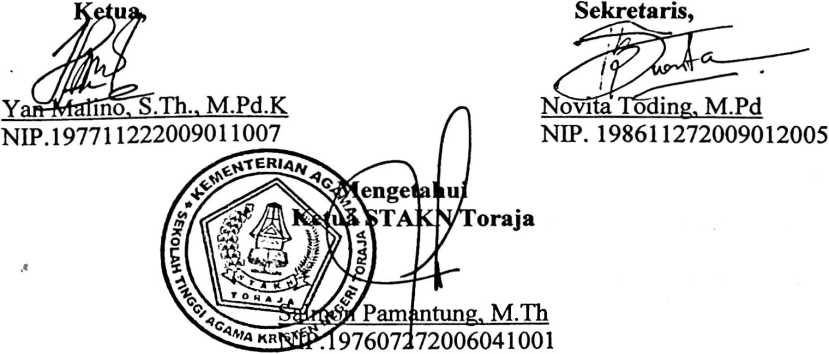 Ketua,
Sekretaris,
Yan Malino, S.Th., M.Pd.K
NIP.197711222009011007
Novita Toding, M.Pd
NIP. 198611272009012005
Mengetahui
Ketua STAKN Toraja
KEMENTERIAN AGAMA
SEKOLAH TINGGI AGAMA KRISTEN NEGERI TORAJA
STAKN
TORAJA
Salmon Pamantung, M.Th
NIP.197607272006041001